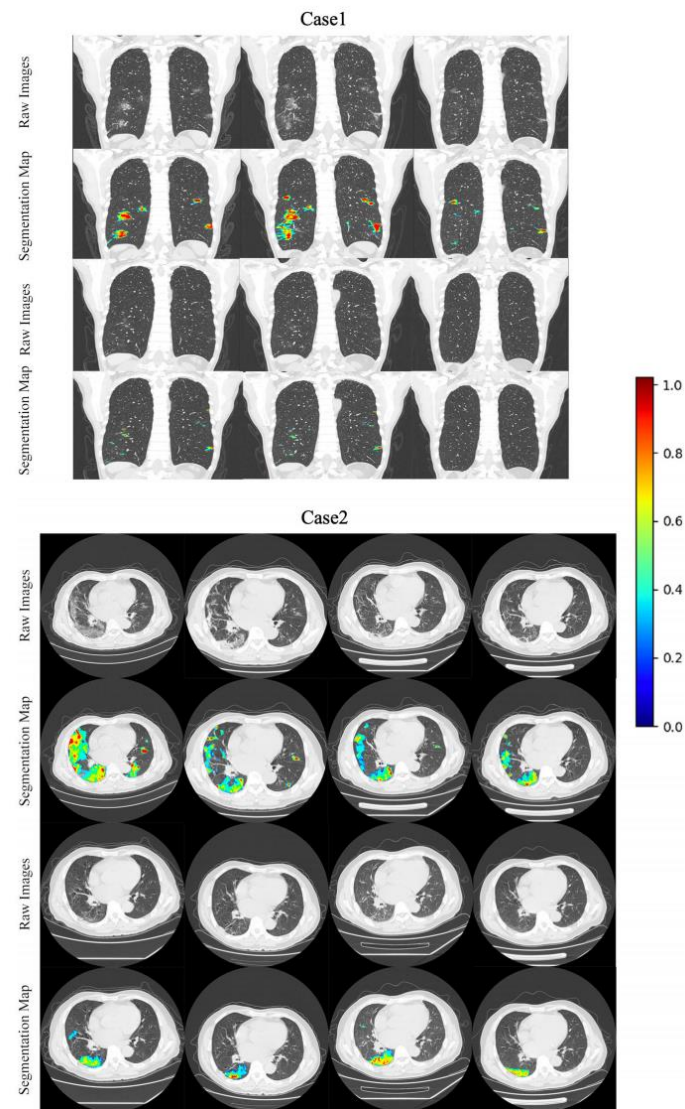 Case1
Raw Images
Segmentation Map
Raw Images
Segmentation Map
1.0
0.8
0.6
0.4
0.2
0.0
Case2
Raw Images
Segmentation Map
Raw Images
Segmentation Map